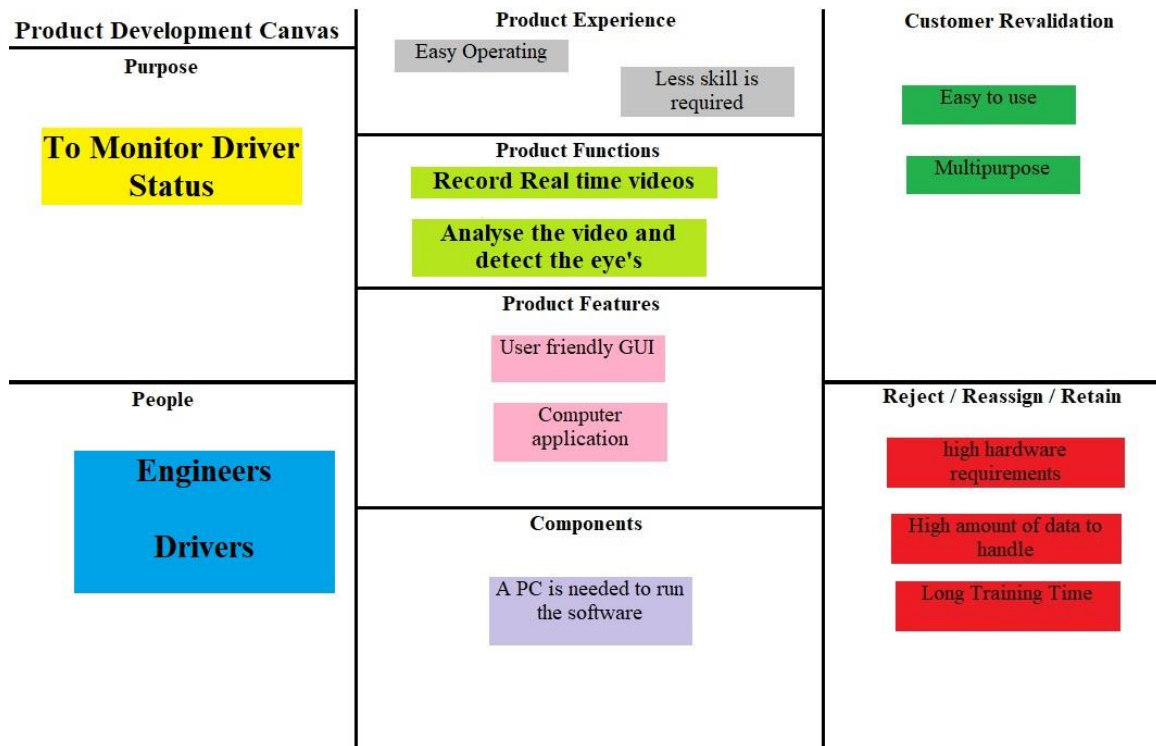 Product Development Canvas
Purpose
To Monitor Driver
Status
People
Engineers
Drivers
Product Experience
Easy Operating
Less skill is
required
Product Functions
Record Real time videos
Analyse the video and
detect the eye's
Product Features
User friendly GUI
Computer
application
Components
A PC is needed to run
the software
Customer Revalidation
Easy to use
Multipurpose
Reject / Reassign / Retain
high hardware
requirements
High amount of data to
handle
Long Training Time